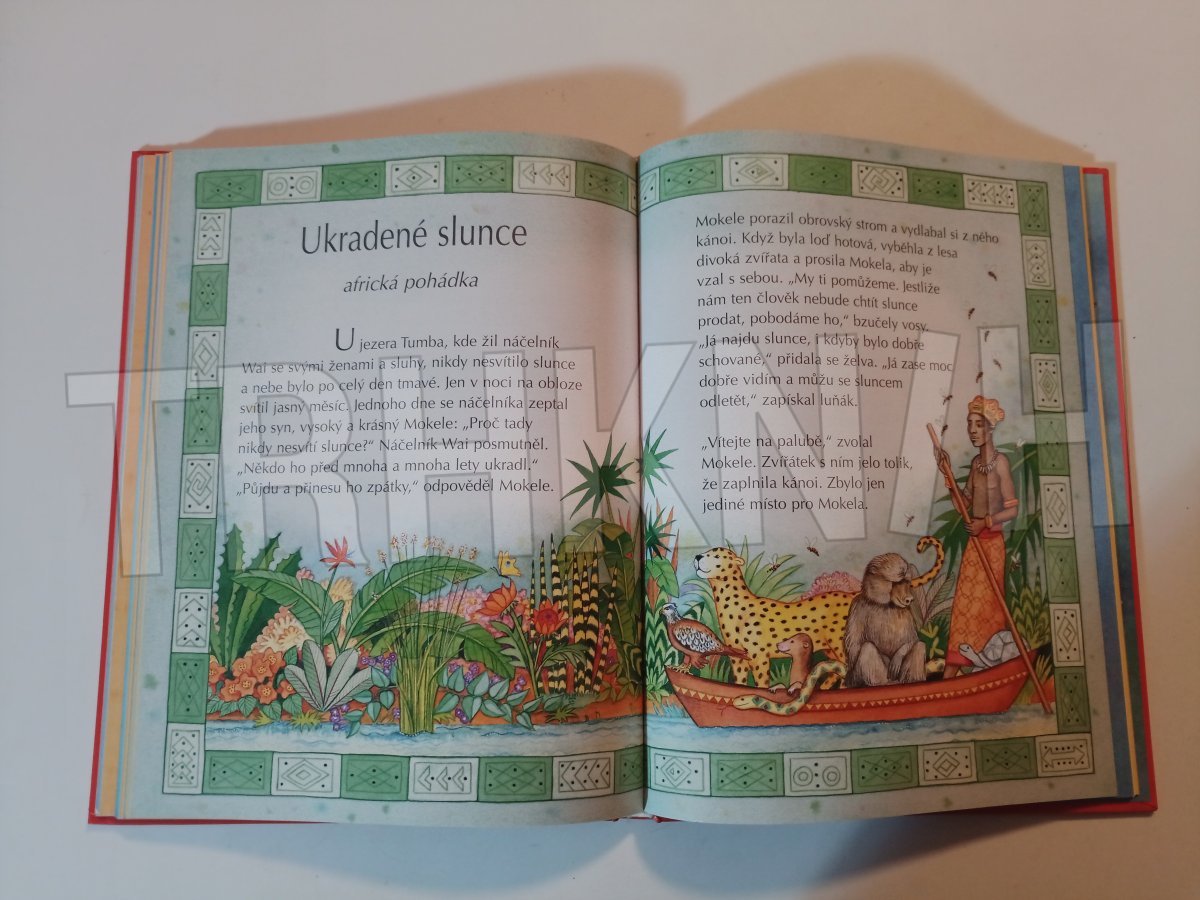 Ukradené slunce
africká pohádka
U jezera Tumba, kde žil náčelník
Wai se svými ženami a sluhy, nikdy nesvítilo slunce
a nebe bylo po celý den tmavé. Jen v noci na obloze
svítil jasný měsíc. Jednoho dne se náčelníka zeptal
jeho syn, vysoký a krásný Mokele: „Proč tady
nikdy nesvítí slunce?“ Náčelník Wai posmutněl.
„Někdo ho před mnoha a mnoha lety ukradl.“
„Půjdu a přinesu ho zpátky,“ odpověděl Mokele.
Mokele porazil obrovský strom a vydlabal si z něho
kánoi. Když byla loď hotová, vyběhla z lesa
divoká zvířata a prosila Mokela, aby je
vzal s sebou. „My ti pomůžeme. Jestliže
nám ten člověk nebude chtít slunce
prodat, pobodáme ho,“ bzučely vosy.
„Já najdu slunce, i kdyby bylo dobře
schované,“ přidala se želva. „Já zase moc
dobře vidím a můžu se sluncem
odletět,“ zapískal luňák.
„Vítejte na palubě,“ zvolal
Mokele. Zvířátek s ním jelo tolik,
že zaplnila kánoi. Zbylo jen
jediné místo pro Mokela.